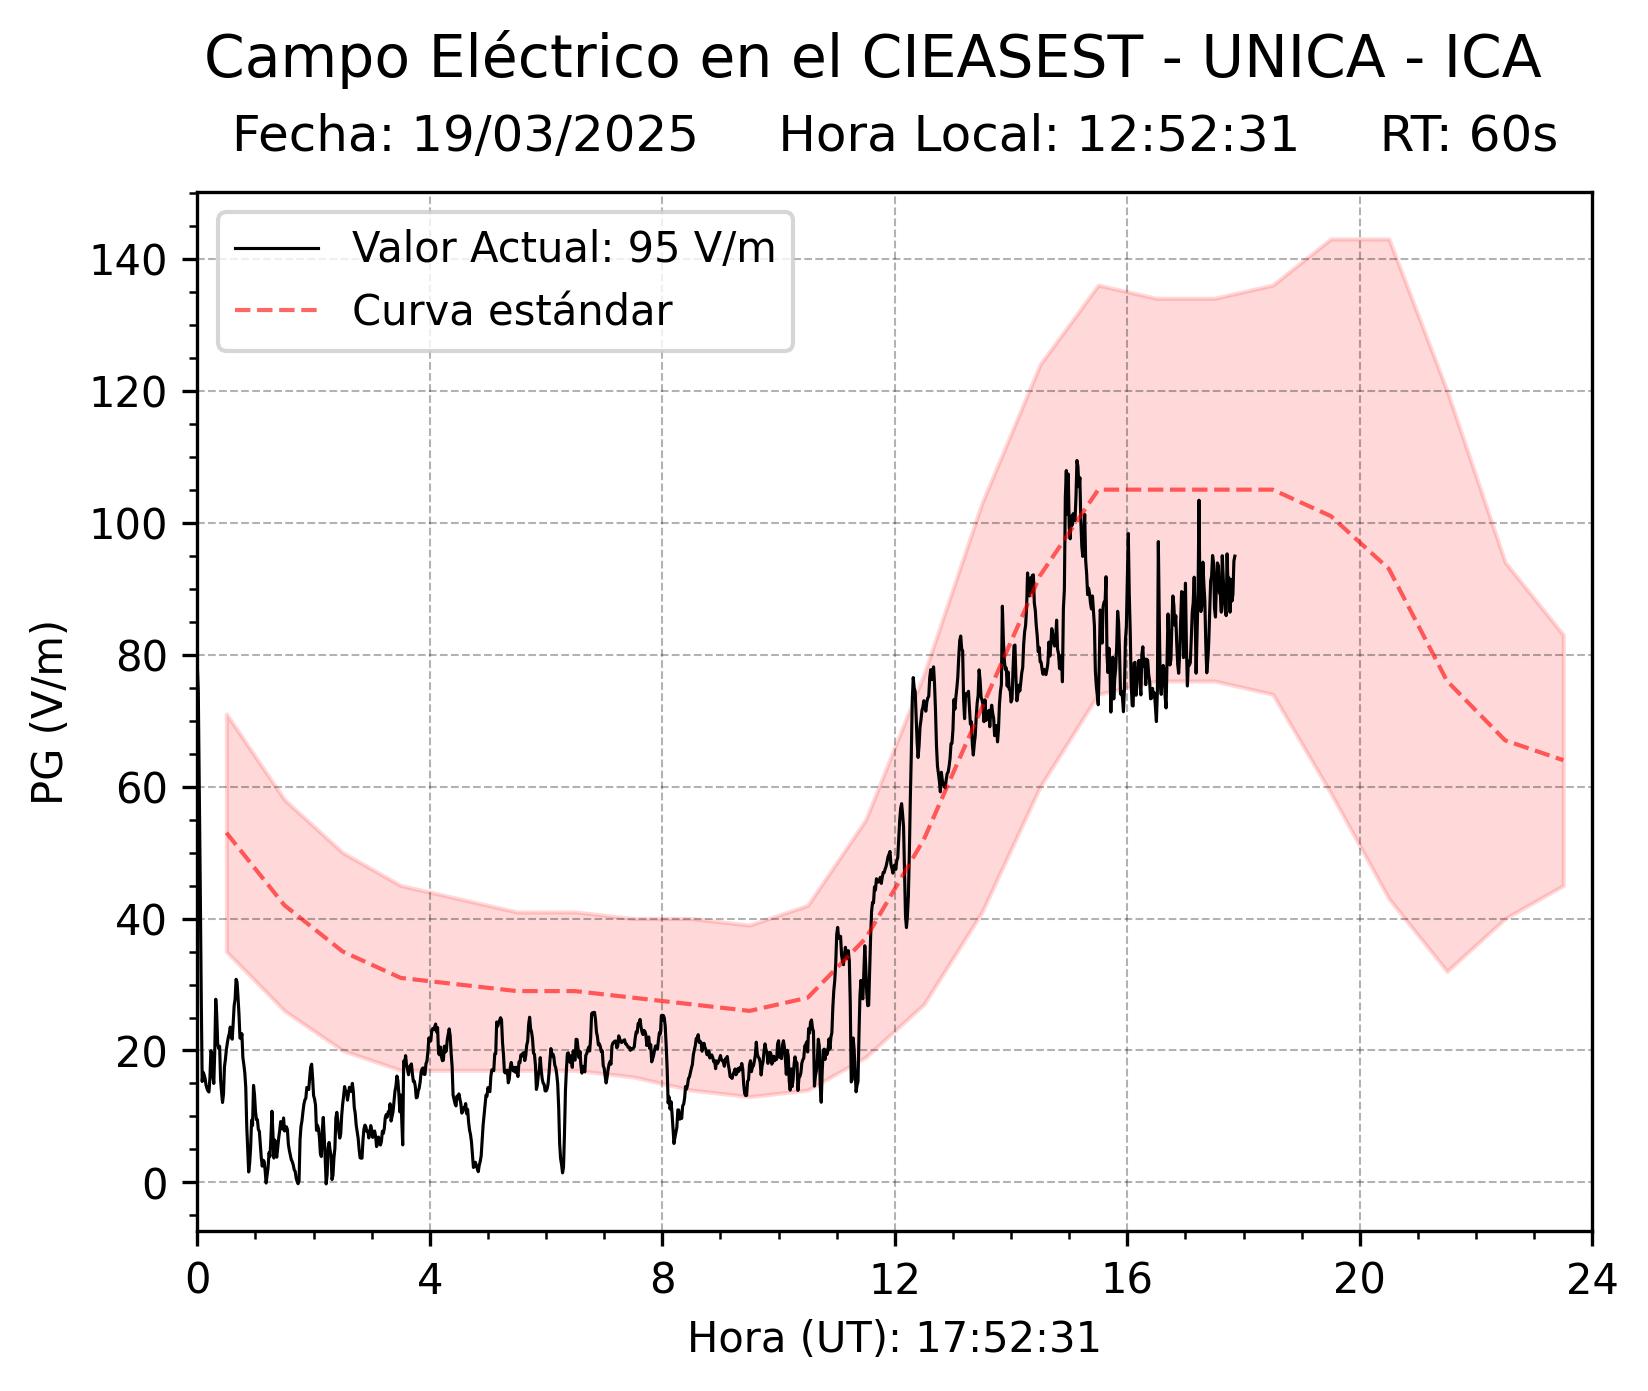 Campo Eléctrico en el CIEASEST - UNICA - ICA
Fecha: 19/03/2025 Hora Local: 12:52:31 RT: 60s
Valor Actual: 95 V/m
Curva estándar
PG (V/m)
140
120
100
80
60
40
20
0
0 4 8 12 16 20 24
Hora (UT): 17:52:31